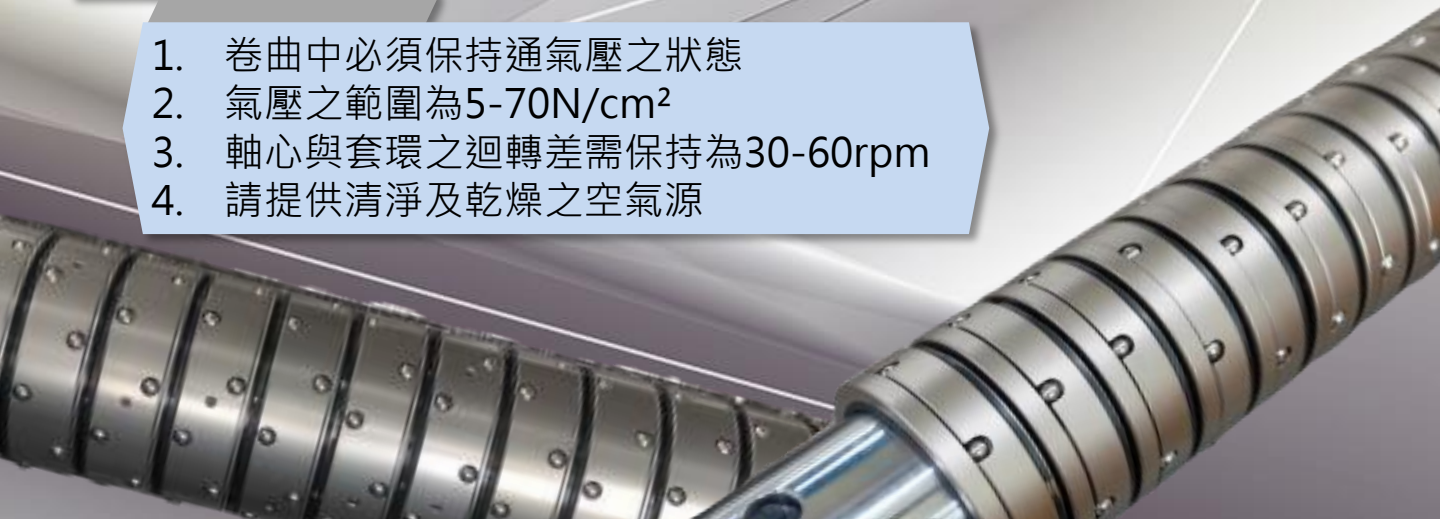 1. 卷曲中必須保持通氣壓之狀態
2. 氣壓之範圍為5-70N/cm²
3. 軸心與套環之迴轉差需保持為30-60rpm
4. 請提供清淨及乾燥之空氣源